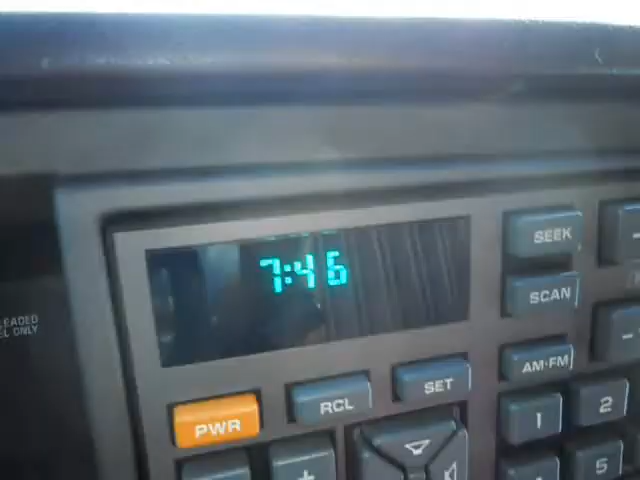 7:46
SEEK
SCAN
LEADED
EL ONLY
AM·FM
PWR
RCL
SET
1
2
5